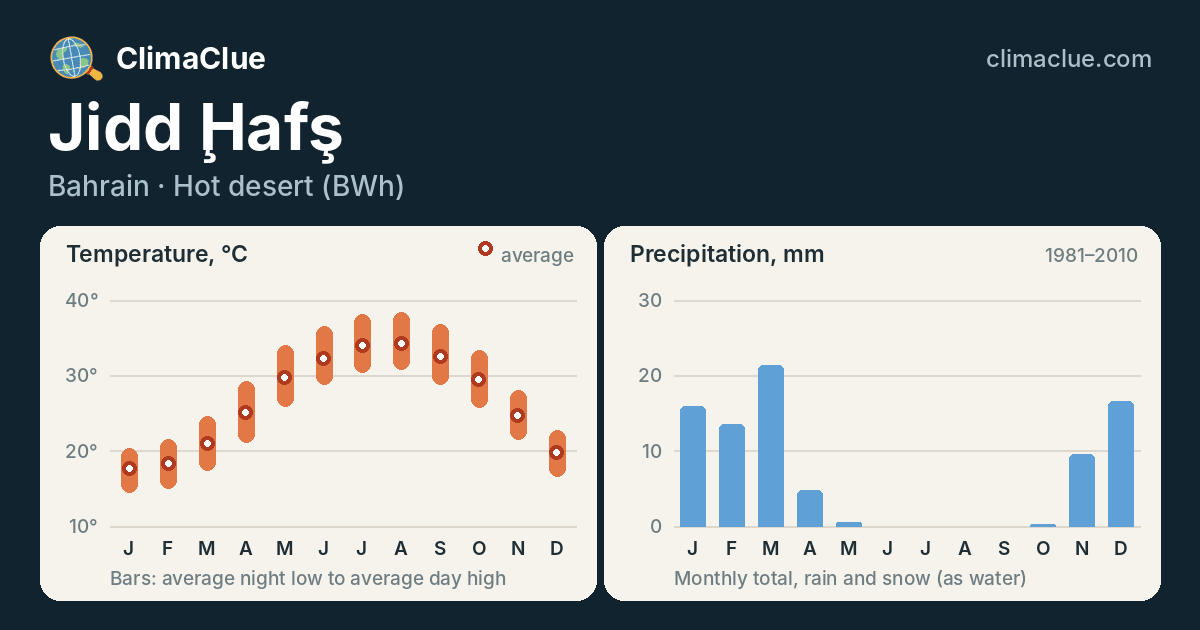 ClimaClue
climaclue.com
Jidd Ḩafş
Bahrain · Hot desert (BWh)
Temperature, °C
average
40°
30°
20°
10°
J F M A M J J A S O N D
Bars: average night low to average day high
Precipitation, mm
1981–2010
30
20
10
0
J F M A M J J A S O N D
Monthly total, rain and snow (as water)